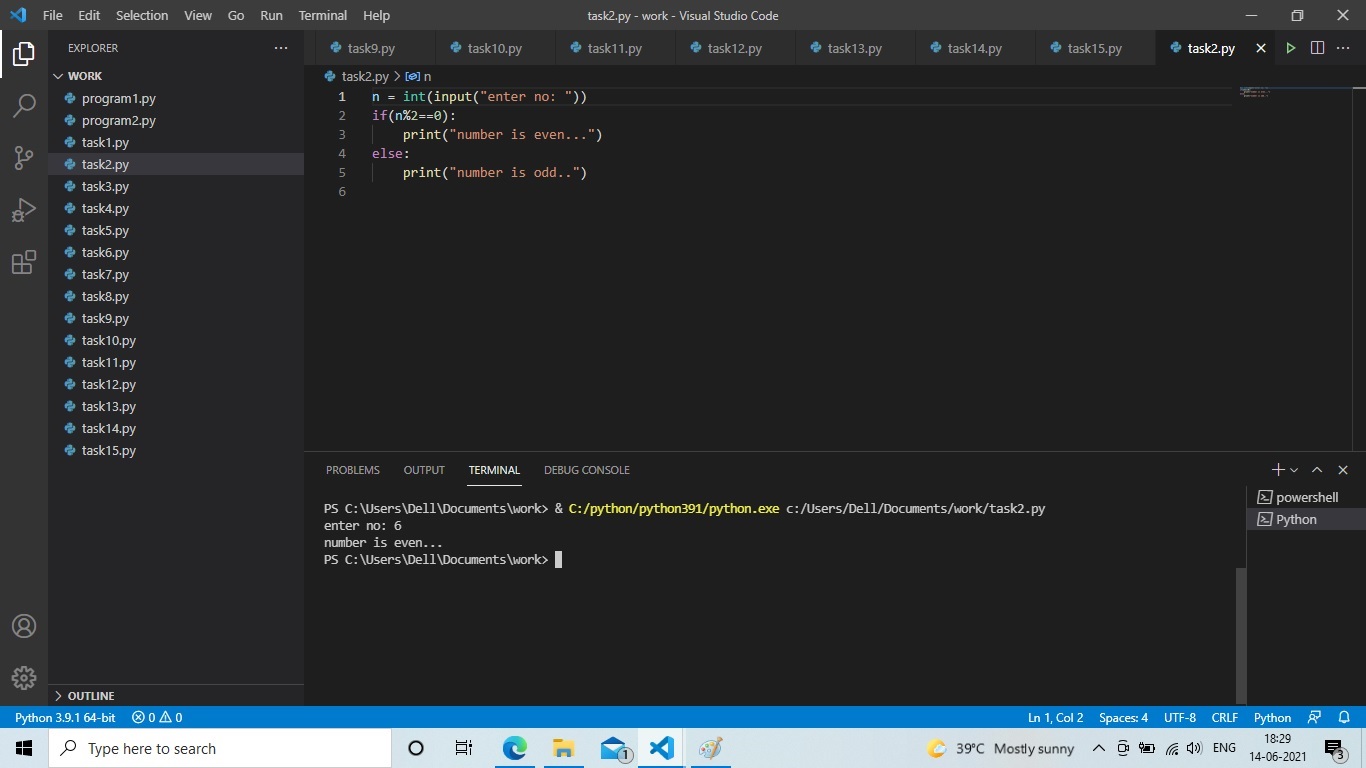 File Edit Selection View Go Run Terminal Help
task2.py - work - Visual Studio Code
EXPLORER
WORK
program1.py
program2.py
task1.py
task2.py
task3.py
task4.py
task5.py
task6.py
task7.py
task8.py
task9.py
task10.py
task11.py
task12.py
task13.py
task14.py
task15.py
OUTLINE
task9.py task10.py task11.py task12.py task13.py task14.py task15.py task2.py
task2.py > n
1 n = int(input("enter no: "))
2 if(n%2==0):
3 print("number is even...")
4 else:
5 print("number is odd..")
6
PROBLEMS OUTPUT TERMINAL DEBUG CONSOLE
PS C:\Users\Dell\Documents\work> & C:/python/python391/python.exe c:/Users/Dell/Documents/work/task2.py
enter no: 6
number is even...
PS C:\Users\Dell\Documents\work>
powershell
Python
Python 3.9.1 64-bit 0 0 Ln 1, Col 2 Spaces: 4 UTF-8 CRLF Python
Type here to search
1
39°C Mostly sunny
ENG
18:29
14-06-2021
3